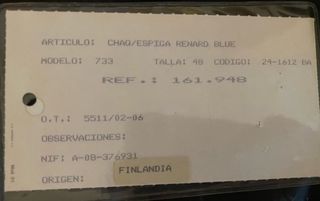 ARTICULO: CHAQ/ESPIGA RENARD BLUE
MODELO: 733 TALLA: 48 CODIGO: 24-1612 BA
REF.: 161.948
O.T.: 5511/02-06
OBSERVACIONES:
NIF: A-08-376931
ORIGEN: FINLANDIA